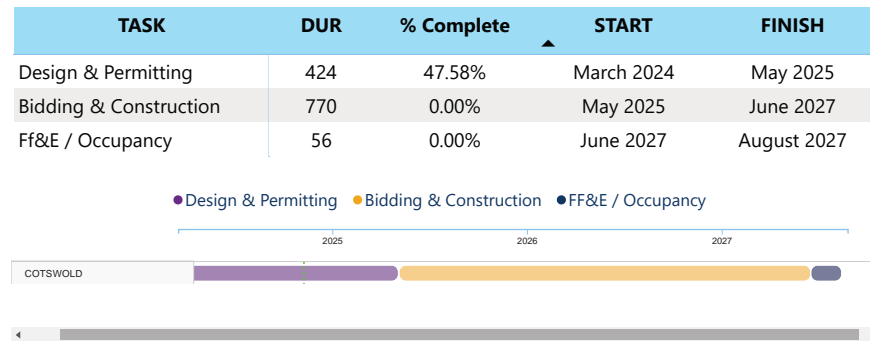 TASK DUR % Complete START FINISH
Design & Permitting 424 47.58% March 2024 May 2025
Bidding & Construction 770 0.00% May 2025 June 2027
Ff&E / Occupancy 56 0.00% June 2027 August 2027
Design & Permitting Bidding & Construction FF&E / Occupancy
2025 2026 2027
COTSWOLD